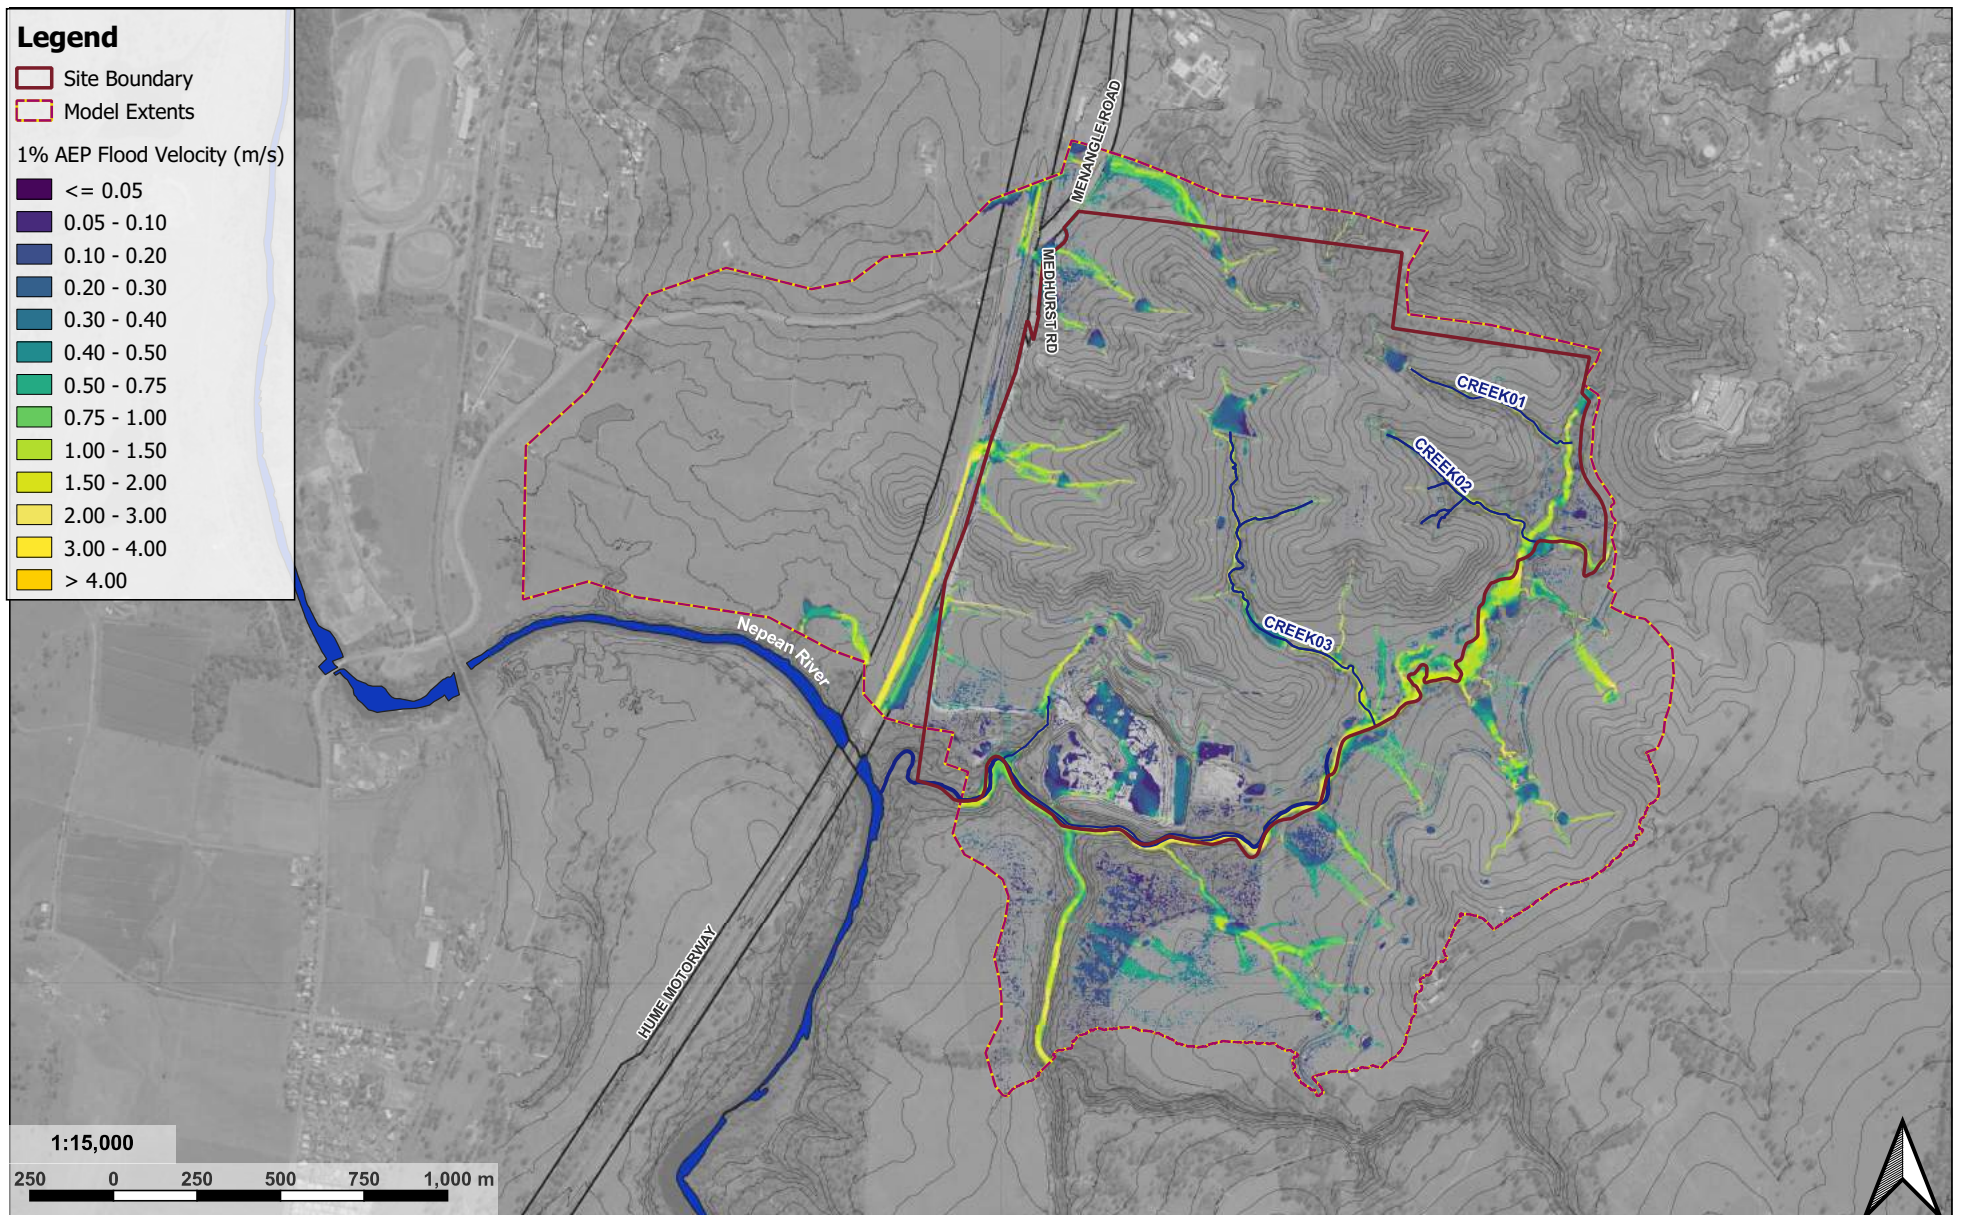 Legend
Site Boundary
Model Extents
1% AEP Flood Velocity (m/s)
<= 0.05
0.05 - 0.10
0.10 - 0.20
0.20 - 0.30
0.30 - 0.40
0.40 - 0.50
0.50 - 0.75
0.75 - 1.00
1.00 - 1.50
1.50 - 2.00
2.00 - 3.00
3.00 - 4.00
> 4.00
MENANGLE ROAD
MEDHURST RD
CREEK01
CREEK02
CREEK03
Nepean River
HUME MOTORWAY
1:15,000
250 0 250 500 750 1,000 m